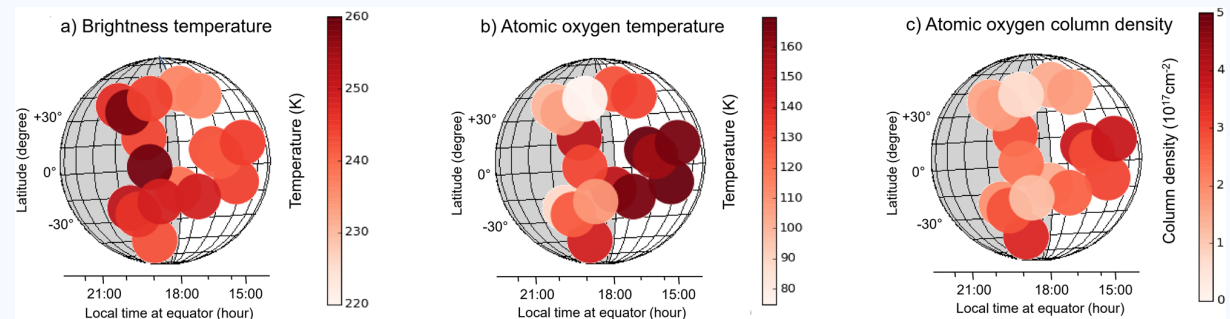 a) Brightness temperature
Latitude (degree)
+30°
0°
-30°
21:00 18:00 15:00
Local time at equator (hour)
260
250
240
230
220
Temperature (K)
b) Atomic oxygen temperature
Latitude (degree)
+30°
0°
-30°
21:00 18:00 15:00
Local time at equator (hour)
160
150
140
130
120
110
100
90
80
Temperature (K)
c) Atomic oxygen column density
Latitude (degree)
+30°
0°
-30°
21:00 18:00 15:00
Local time at equator (hour)
5
4
3
2
1
0
Column density (10¹⁷cm⁻²)